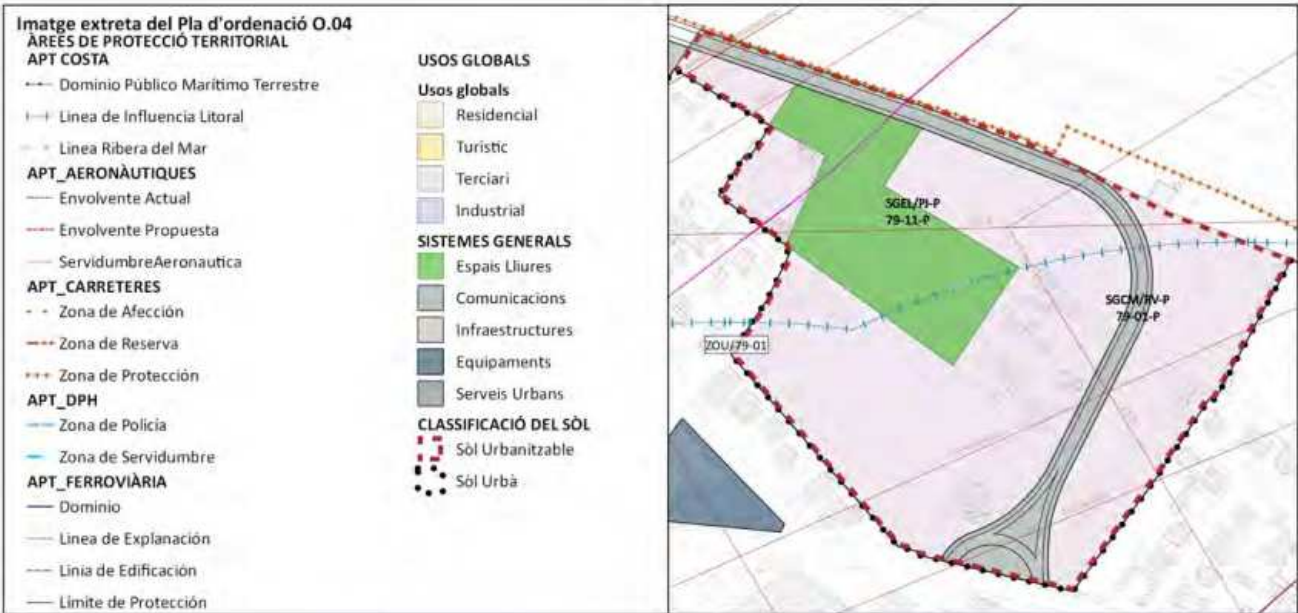 Imatge extreta del Pla d'ordenació O.04
ÀREES DE PROTECCIÓ TERRITORIAL
APT COSTA
Dominio Público Marítimo Terrestre
Linea de Influencia Litoral
Linea Ribera del Mar
APT_AERONÀUTIQUES
Envolvente Actual
Envolvente Propuesta
ServidumbreAeronautica
APT_CARRETERES
Zona de Afección
Zona de Reserva
Zona de Protección
APT_DPH
Zona de Policía
Zona de Servidumbre
APT_FERROVIÀRIA
Dominio
Linea de Explanación
Linia de Edificación
Límite de Protección
USOS GLOBALS
Usos globals
Residencial
Turístic
Terciari
Industrial
SISTEMES GENERALS
Espais Lliures
Comunicacions
Infraestructures
Equipaments
Serveis Urbans
CLASSIFICACIÓ DEL SÒL
Sòl Urbanitzable
Sòl Urbà
SGEL/PJ-P
79-11-P
SGCM/RV-P
79-01-P
ZOU/79-01